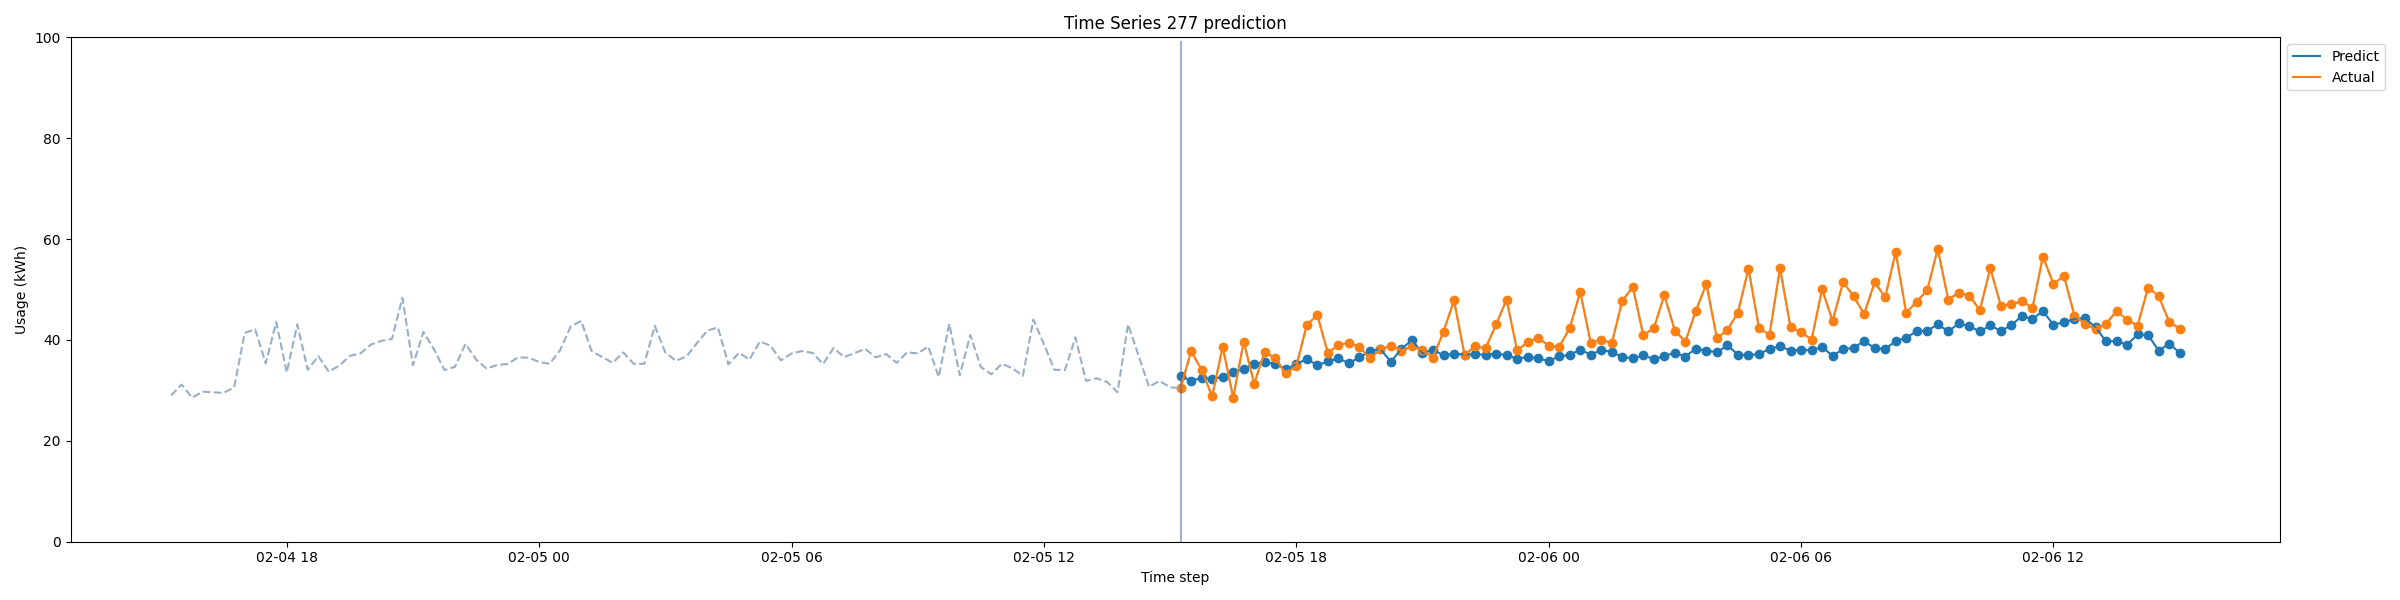 Time Series 277 prediction
100
80
60
40
20
0
Usage (kWh)
02-04 18
02-05 00
02-05 06
02-05 12
02-05 18
02-06 00
02-06 06
02-06 12
Time step
Predict
Actual